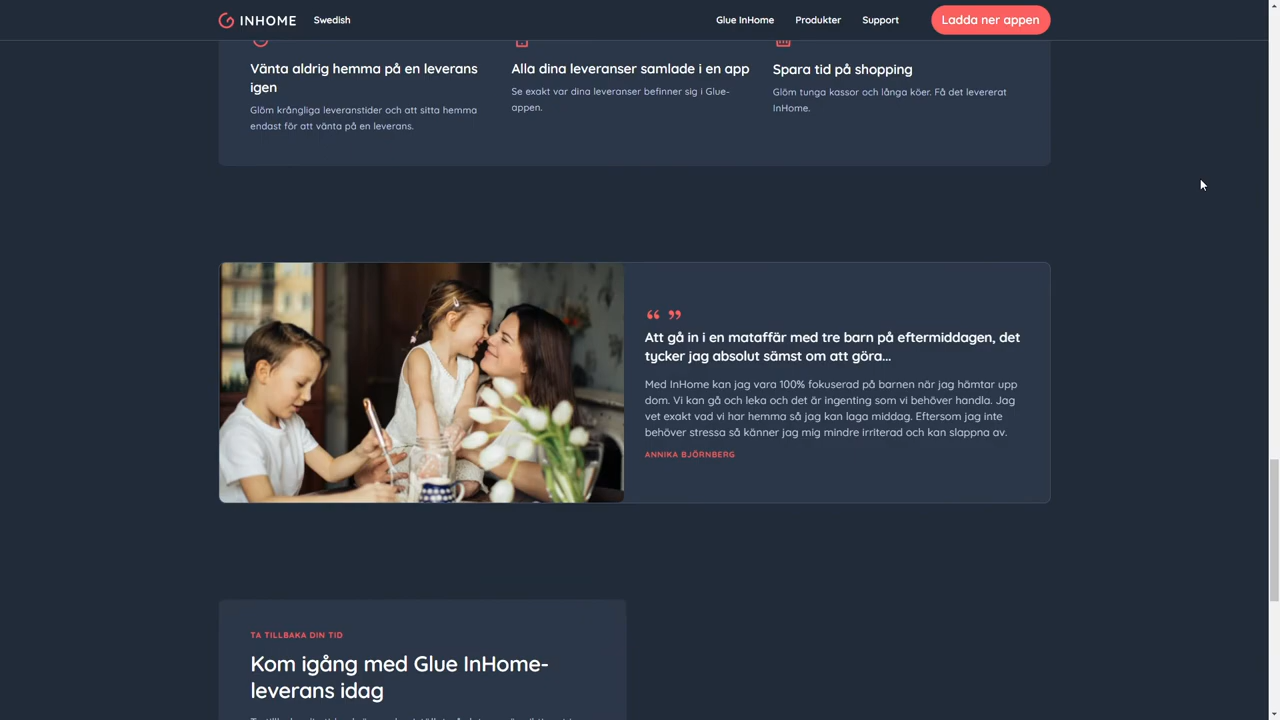 INHOME
Swedish
Glue InHome
Produkter
Support
Ladda ner appen
Vänta aldrig hemma på en leverans
igen
Glöm krångliga leveranstider och att sitta hemma
endast för att vänta på en leverans.
Alla dina leveranser samlade i en app
Se exakt var dina leveranser befinner sig i Glue-
appen.
Spara tid på shopping
Glöm tunga kassor och långa köer. Få det levererat
InHome.
“ ”
Att gå in i en mataffär med tre barn på eftermiddagen, det
tycker jag absolut sämst om att göra...
Med InHome kan jag vara 100% fokuserad på barnen när jag hämtar upp
dom. Vi kan gå och leka och det är ingenting som vi behöver handla. Jag
vet exakt vad vi har hemma så jag kan laga middag. Eftersom jag inte
behöver stressa så känner jag mig mindre irriterad och kan slappna av.
ANNIKA BJÖRNBERG
TA TILLBAKA DIN TID
Kom igång med Glue InHome-
leverans idag